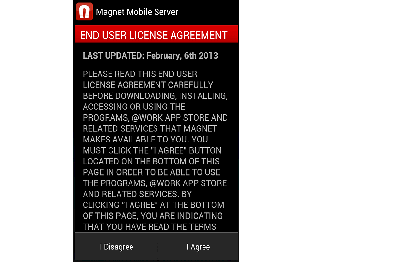 Magnet Mobile Server
END USER LICENSE AGREEMENT
LAST UPDATED: February, 6th 2013
PLEASE READ THIS END USER
LICENSE AGREEMENT CAREFULLY
BEFORE DOWNLOADING, INSTALLING,
ACCESSING OR USING THE
PROGRAMS, @WORK APP STORE AND
RELATED SERVICES THAT MAGNET
MAKES AVAILABLE TO YOU. YOU
MUST CLICK THE "I AGREE" BUTTON
LOCATED ON THE BOTTOM OF THIS
PAGE IN ORDER TO BE ABLE TO USE
THE PROGRAMS, @WORK APP STORE
AND RELATED SERVICES. BY
CLICKING "I AGREE" AT THE BOTTOM
OF THIS PAGE, YOU ARE INDICATING
THAT YOU HAVE READ THE TERMS
I Disagree
I Agree